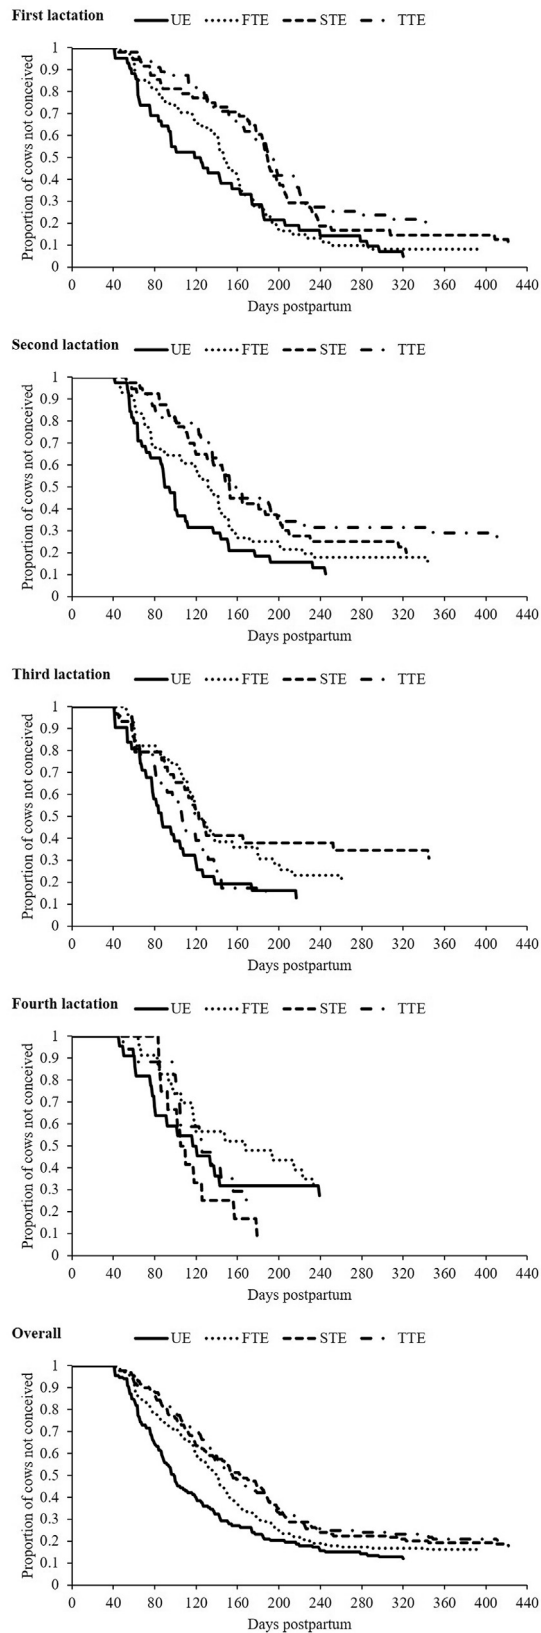 First lactation UE FTE STE TTE
Proportion of cows not conceived
1
0.9
0.8
0.7
0.6
0.5
0.4
0.3
0.2
0.1
0
0 40 80 120 160 200 240 280 320 360 400 440
Days postpartum
Second lactation UE FTE STE TTE
Proportion of cows not conceived
1
0.9
0.8
0.7
0.6
0.5
0.4
0.3
0.2
0.1
0
0 40 80 120 160 200 240 280 320 360 400 440
Days postpartum
Third lactation UE FTE STE TTE
Proportion of cows not conceived
1
0.9
0.8
0.7
0.6
0.5
0.4
0.3
0.2
0.1
0
0 40 80 120 160 200 240 280 320 360 400 440
Days postpartum
Fourth lactation UE FTE STE TTE
Proportion of cows not conceived
1
0.9
0.8
0.7
0.6
0.5
0.4
0.3
0.2
0.1
0
0 40 80 120 160 200 240 280 320 360 400 440
Days postpartum
Overall UE FTE STE TTE
Proportion of cows not conceived
1
0.9
0.8
0.7
0.6
0.5
0.4
0.3
0.2
0.1
0
0 40 80 120 160 200 240 280 320 360 400 440
Days postpartum